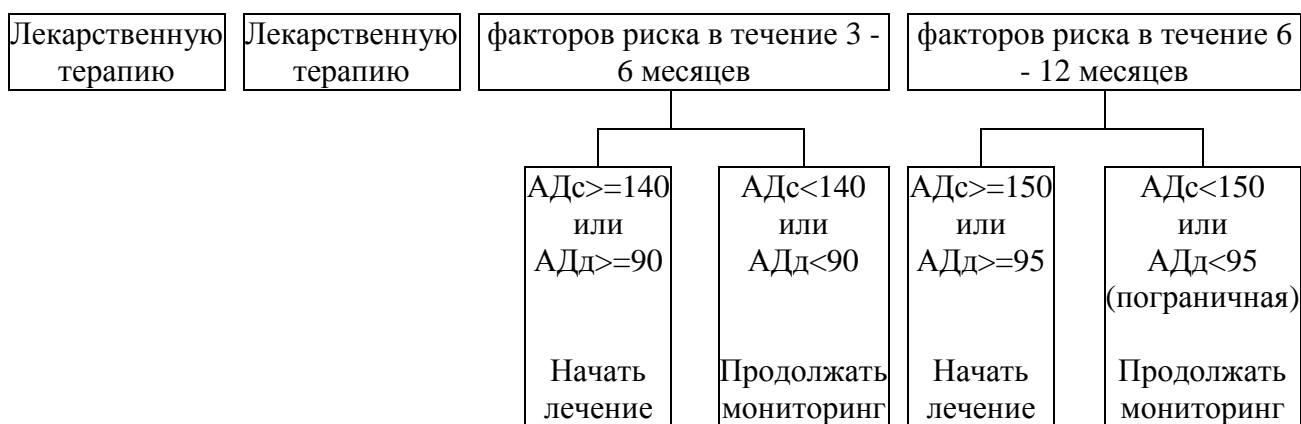 Лекарственную
терапию
Лекарственную
терапию
факторов риска в течение 3 -
6 месяцев
факторов риска в течение 6
- 12 месяцев
АДс>=140
или
АДд>=90
Начать
лечение
АДс<140
или
АДд<90
Продолжать
мониторинг
АДс>=150
или
АДд>=95
Начать
лечение
АДс<150
или
АДд<95
(пограничная)
Продолжать
мониторинг